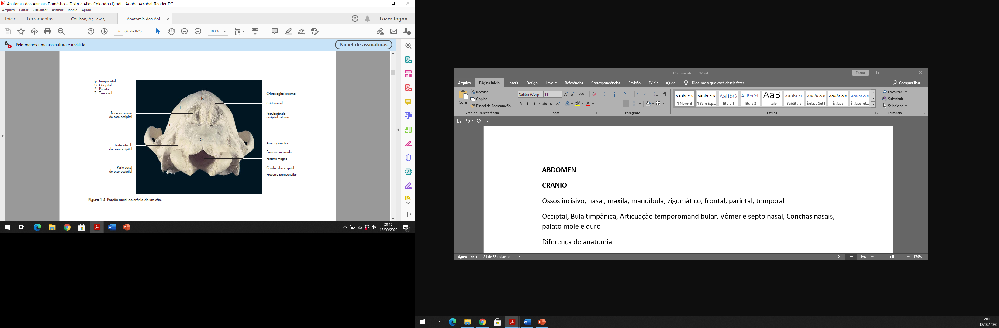 Anatomia dos Animais Domésticos Texto e Atlas Colorido (1).pdf - Adobe Acrobat Reader DC
Arquivo Editar Visualizar Assinar Janela Ajuda
Início Ferramentas Coulson, A.; Lewis, ... Anatomia dos Ani... ×
Fazer logon
56 (76 de 824) 100%
Pelo menos uma assinatura é inválida.
Painel de assinaturas
Ip Interparietal
O Occipital
P Parietal
T Temporal
Parte escamosa
do osso occipital
Parte lateral
do osso occipital
Parte basal
do osso occipital
Ip
P
T
O
Crista sagital externa
Crista nucal
Protuberância
occipital externa
Arco zigomático
Processo mastoide
Forame magno
Côndilo do occipital
Processo paracondilar
Figura 1-4 Porção nucal do crânio de um cão.
20:15
13/09/2020
4
Documento1 - Word
Entrar
Arquivo Página Inicial Inserir Design Layout Referências Correspondências Revisão Exibir Ajuda Diga-me o que você deseja fazer
Compartilhar
Colar
Recortar
Copiar
Pincel de Formatação
Área de Transferência
Calibri (Corp 11
N I S abc x₂ x²
Fonte
Parágrafo
AaBbCcDc AaBbCcDc AaBbCc AaBbCcE AaB AaBbCcD AaBbCcDc AaBbCcDc AaBbCcDc
¶ Normal ¶ Sem Esp... Título 1 Título 2 Título Subtítulo Ênfase Sutil Ênfase Ênfase Int...
Estilos
Localizar
Substituir
Selecionar
Editando
ABDOMEN
CRANIO
Ossos incisivo, nasal, maxila, mandíbula, zigomático, frontal, parietal, temporal
Occiptal, Bula timpânica, Articuação temporomandibular, Vômer e septo nasal, Conchas nasais,
palato mole e duro
Diferença de anatomia
Página 1 de 1 24 de 53 palavras
170%
20:15
13/09/2020